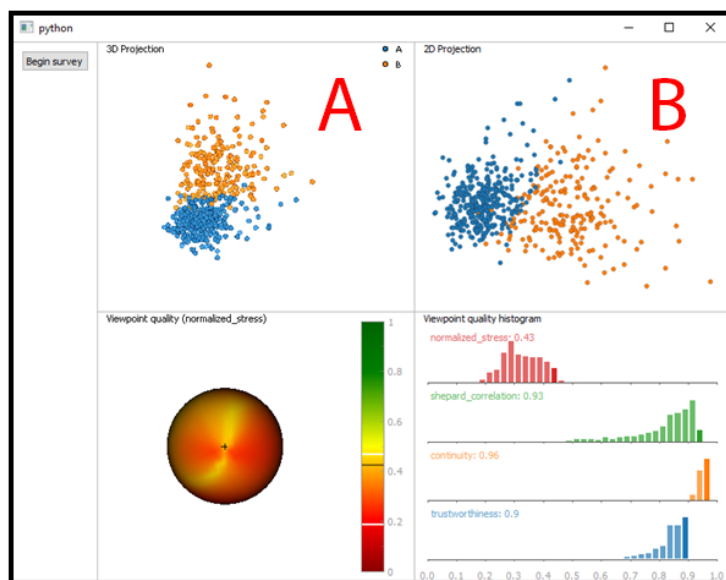 python
Begin survey
3D Projection
A
B
A
2D Projection
B
Viewpoint quality (normalized_stress)
1
0.8
0.6
0.4
0.2
0
Viewpoint quality histogram
normalized_stress: 0.43
shepard_correlation: 0.93
continuity: 0.96
trustworthiness: 0.9
0.0 0.1 0.2 0.3 0.4 0.5 0.6 0.7 0.8 0.9 1.0